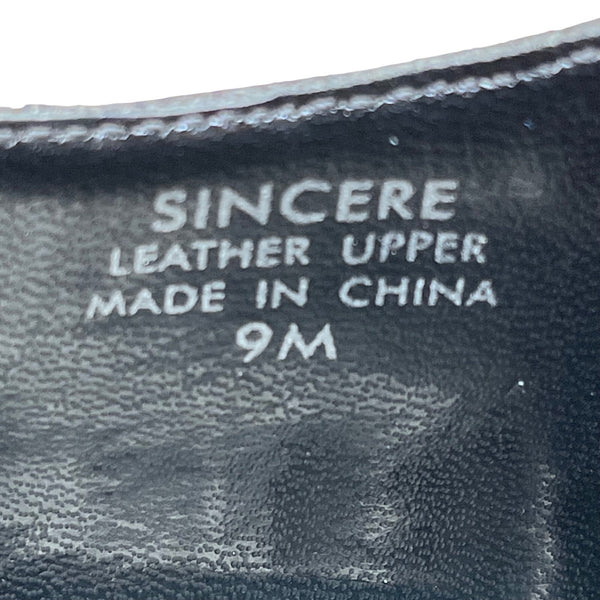 SINCERE
LEATHER UPPER
MADE IN CHINA
9M